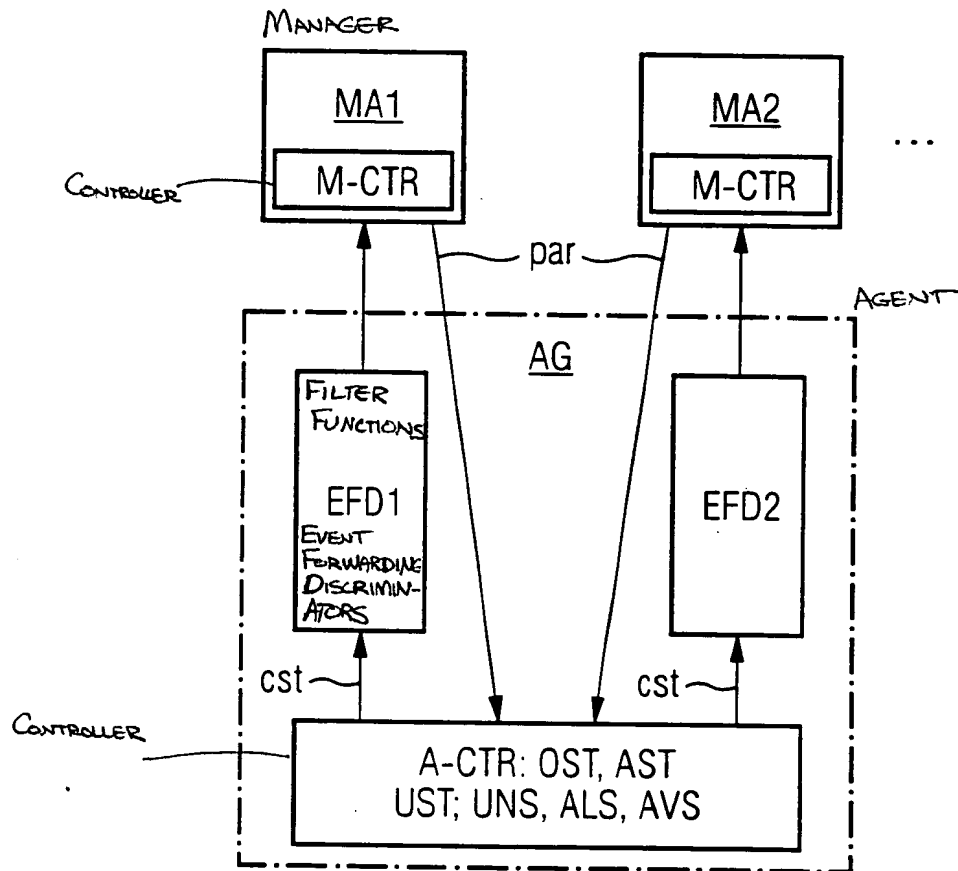 MANAGER
MA1
MA2
...
M-CTR
M-CTR
CONTROLLER
par
AGENT
AG
FILTER
FUNCTIONS
EFD1
EFD2
EVENT
FORWARDING
DISCRIMIN-
ATORS
cst
cst
CONTROLLER
A-CTR: OST, AST
UST; UNS, ALS, AVS